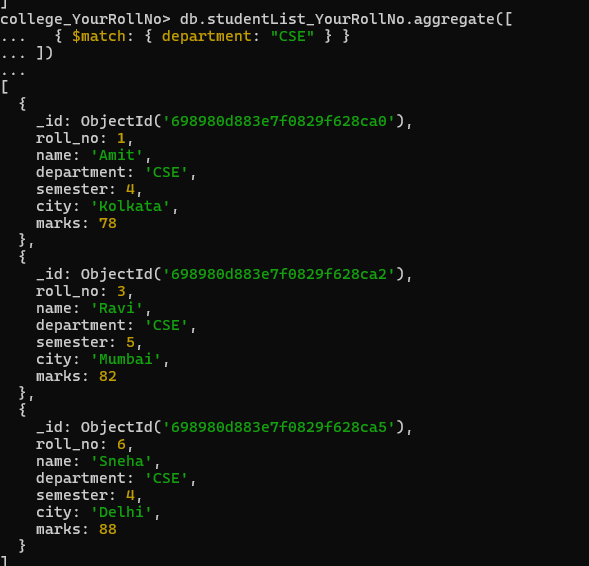 ]
college_YourRollNo> db.studentList_YourRollNo.aggregate([
...   { $match: { department: "CSE" } }
... ])
...
[
  {
    _id: ObjectId('698980d883e7f0829f628ca0'),
    roll_no: 1,
    name: 'Amit',
    department: 'CSE',
    semester: 4,
    city: 'Kolkata',
    marks: 78
  },
  {
    _id: ObjectId('698980d883e7f0829f628ca2'),
    roll_no: 3,
    name: 'Ravi',
    department: 'CSE',
    semester: 5,
    city: 'Mumbai',
    marks: 82
  },
  {
    _id: ObjectId('698980d883e7f0829f628ca5'),
    roll_no: 6,
    name: 'Sneha',
    department: 'CSE',
    semester: 4,
    city: 'Delhi',
    marks: 88
  }
]